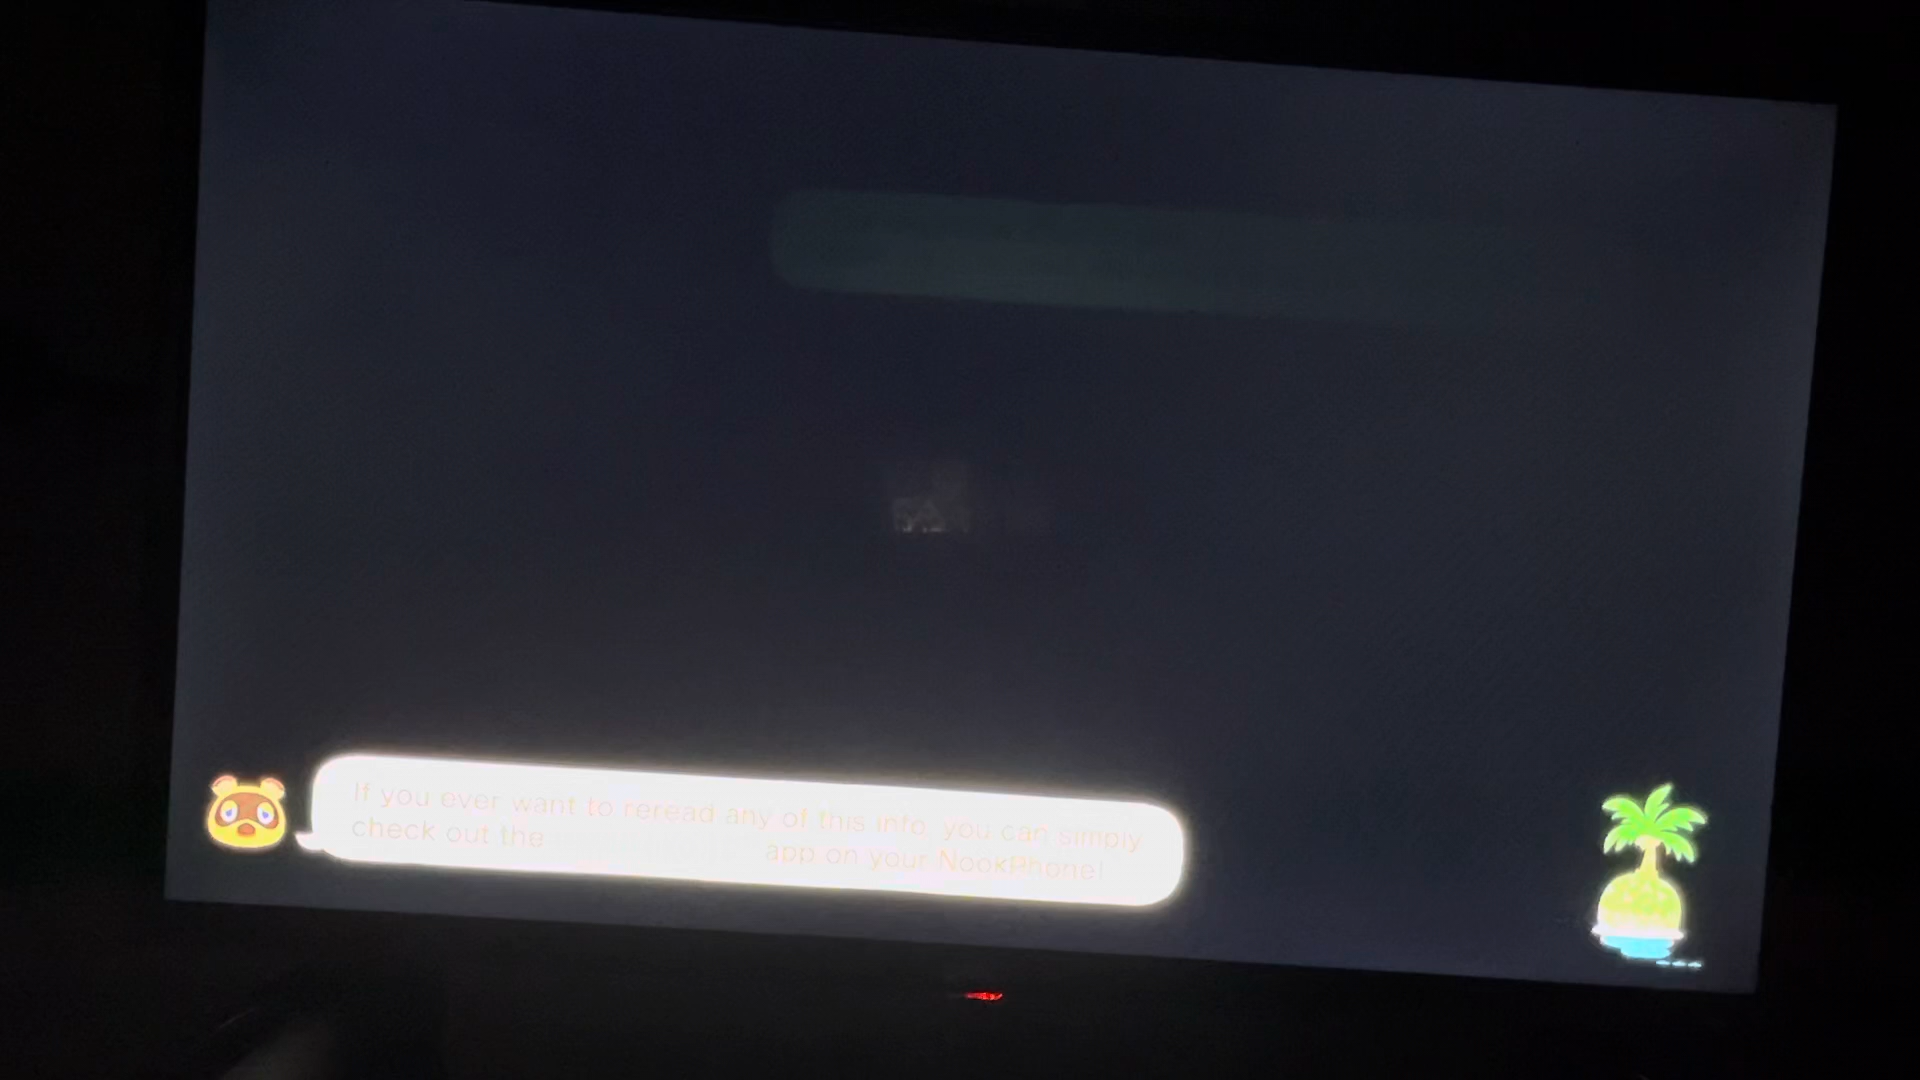 If you ever want to reread any of this info, you can simply
check out the app on your NookPhone!